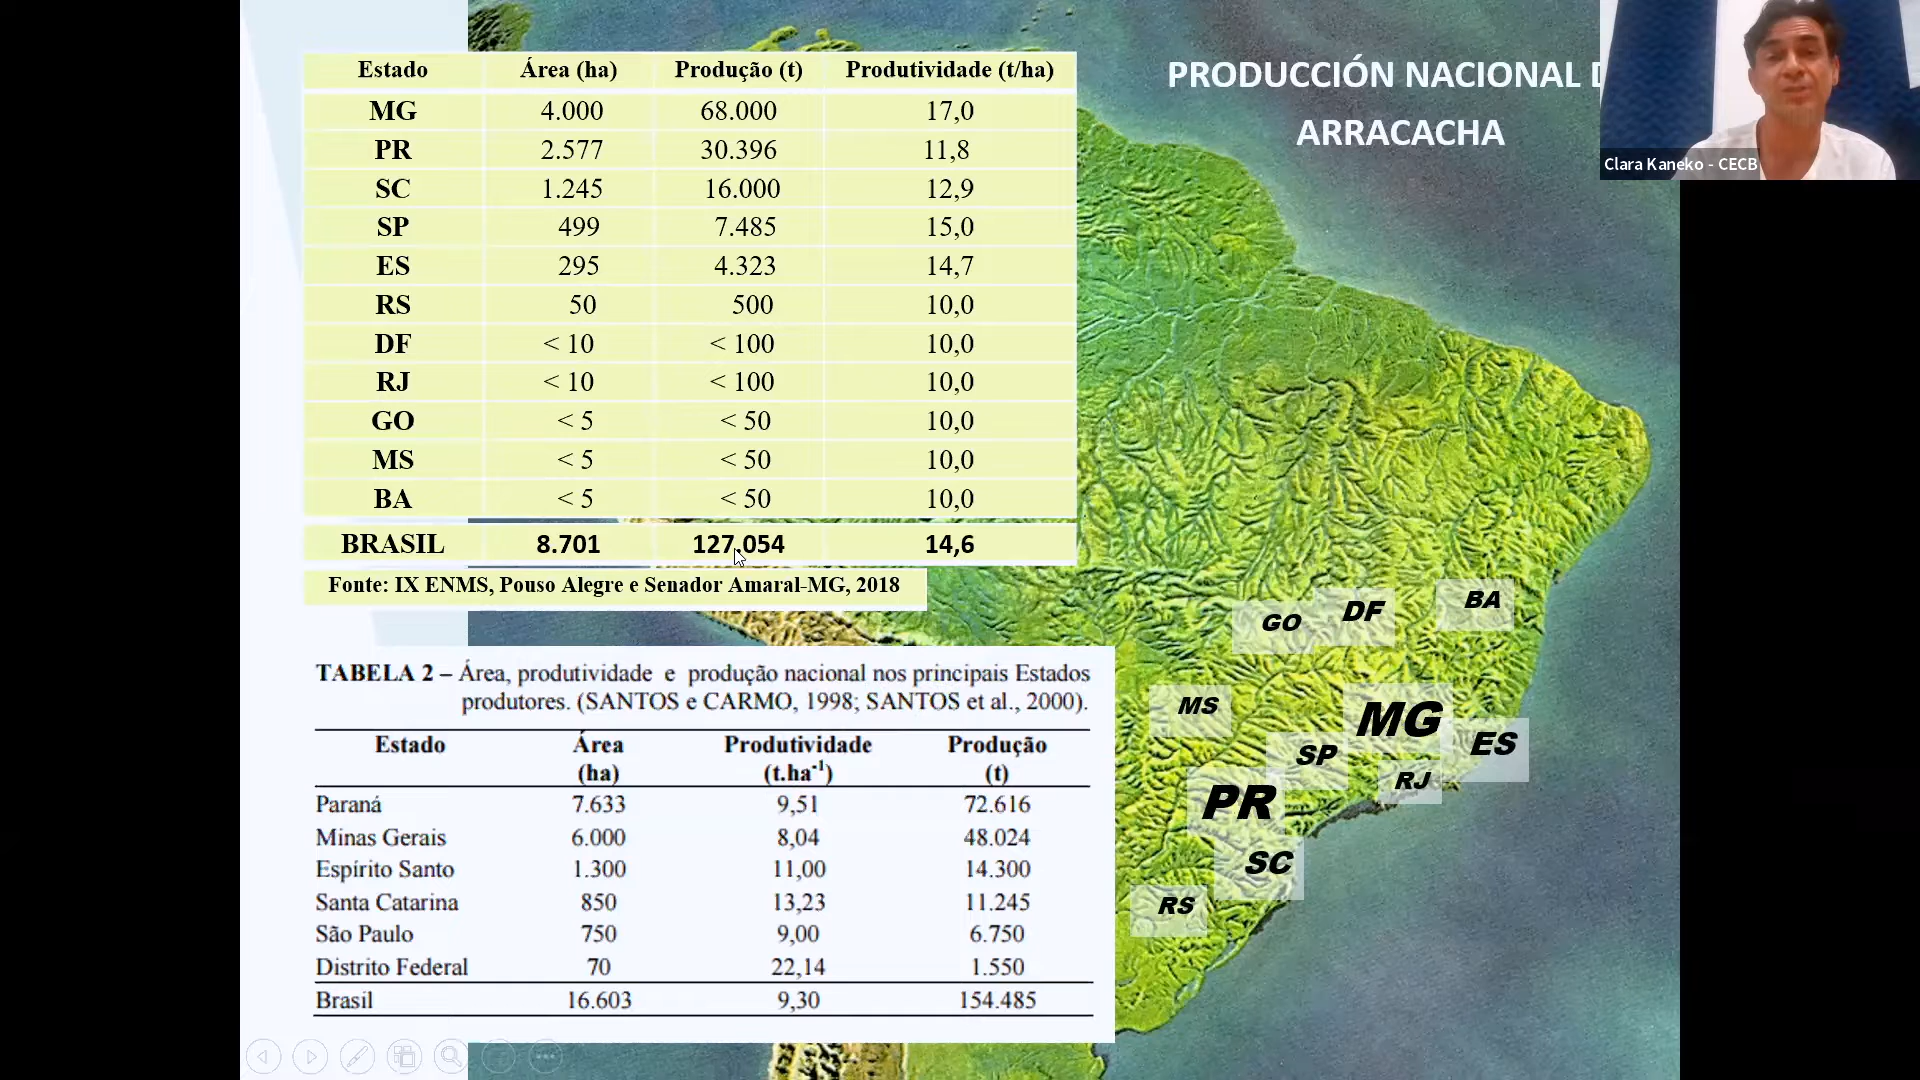 Estado Área (ha) Produção (t) Produtividade (t/ha)
MG 4.000 68.000 17,0
PR 2.577 30.396 11,8
SC 1.245 16.000 12,9
SP 499 7.485 15,0
ES 295 4.323 14,7
RS 50 500 10,0
DF < 10 < 100 10,0
RJ < 10 < 100 10,0
GO < 5 < 50 10,0
MS < 5 < 50 10,0
BA < 5 < 50 10,0
BRASIL 8.701 127.054 14,6
Fonte: IX ENMS, Pouso Alegre e Senador Amaral-MG, 2018
PRODUCCIÓN NACIONAL
ARRACACHA
Clara Kaneko - CECB
TABELA 2 – Área, produtividade e produção nacional nos principais Estados
produtores. (SANTOS e CARMO, 1998; SANTOS et al., 2000).
Estado Área Produtividade Produção
(ha) (t.ha⁻¹) (t)
Paraná 7.633 9,51 72.616
Minas Gerais 6.000 8,04 48.024
Espírito Santo 1.300 11,00 14.300
Santa Catarina 850 13,23 11.245
São Paulo 750 9,00 6.750
Distrito Federal 70 22,14 1.550
Brasil 16.603 9,30 154.485
GO DF BA
MS MG
SP ES
RJ
PR
SC
RS